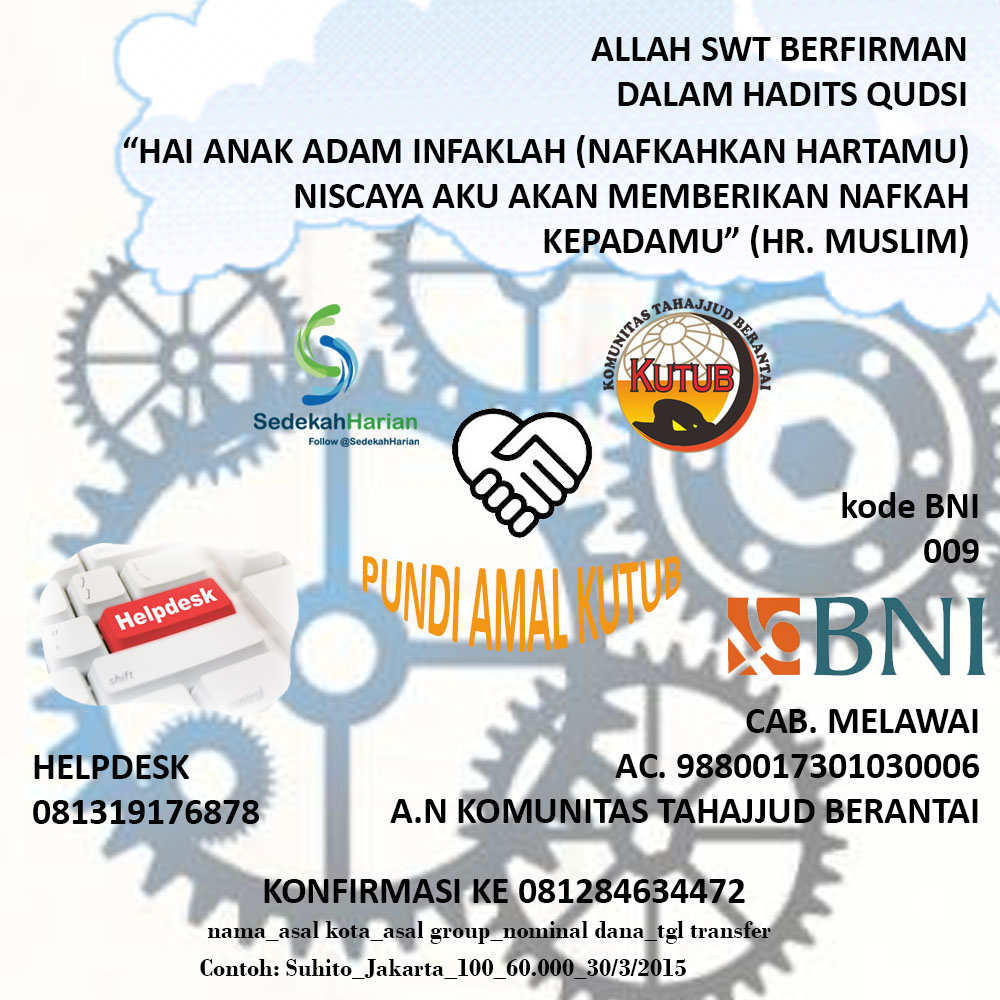 ALLAH SWT BERFIRMAN
DALAM HADITS QUDSI
“HAI ANAK ADAM INFAKLAH (NAFKAHKAN HARTAMU)
NISCAYA AKU AKAN MEMBERIKAN NAFKAH
KEPADAMU” (HR. MUSLIM)
KOMUNITAS TAHAJJUD BERANTAI
KUTUB
SedekahHarian
Follow @SedekahHarian
kode BNI
009
PUNDI AMAL KUTUB
Helpdesk
shift
control
BNI
CAB. MELAWAI
AC. 9880017301030006
A.N KOMUNITAS TAHAJJUD BERANTAI
HELPDESK
081319176878
KONFIRMASI KE 081284634472
nama_asal kota_asal group_nominal dana_tgl transfer
Contoh: Suhito_Jakarta_100_60.000_30/3/2015